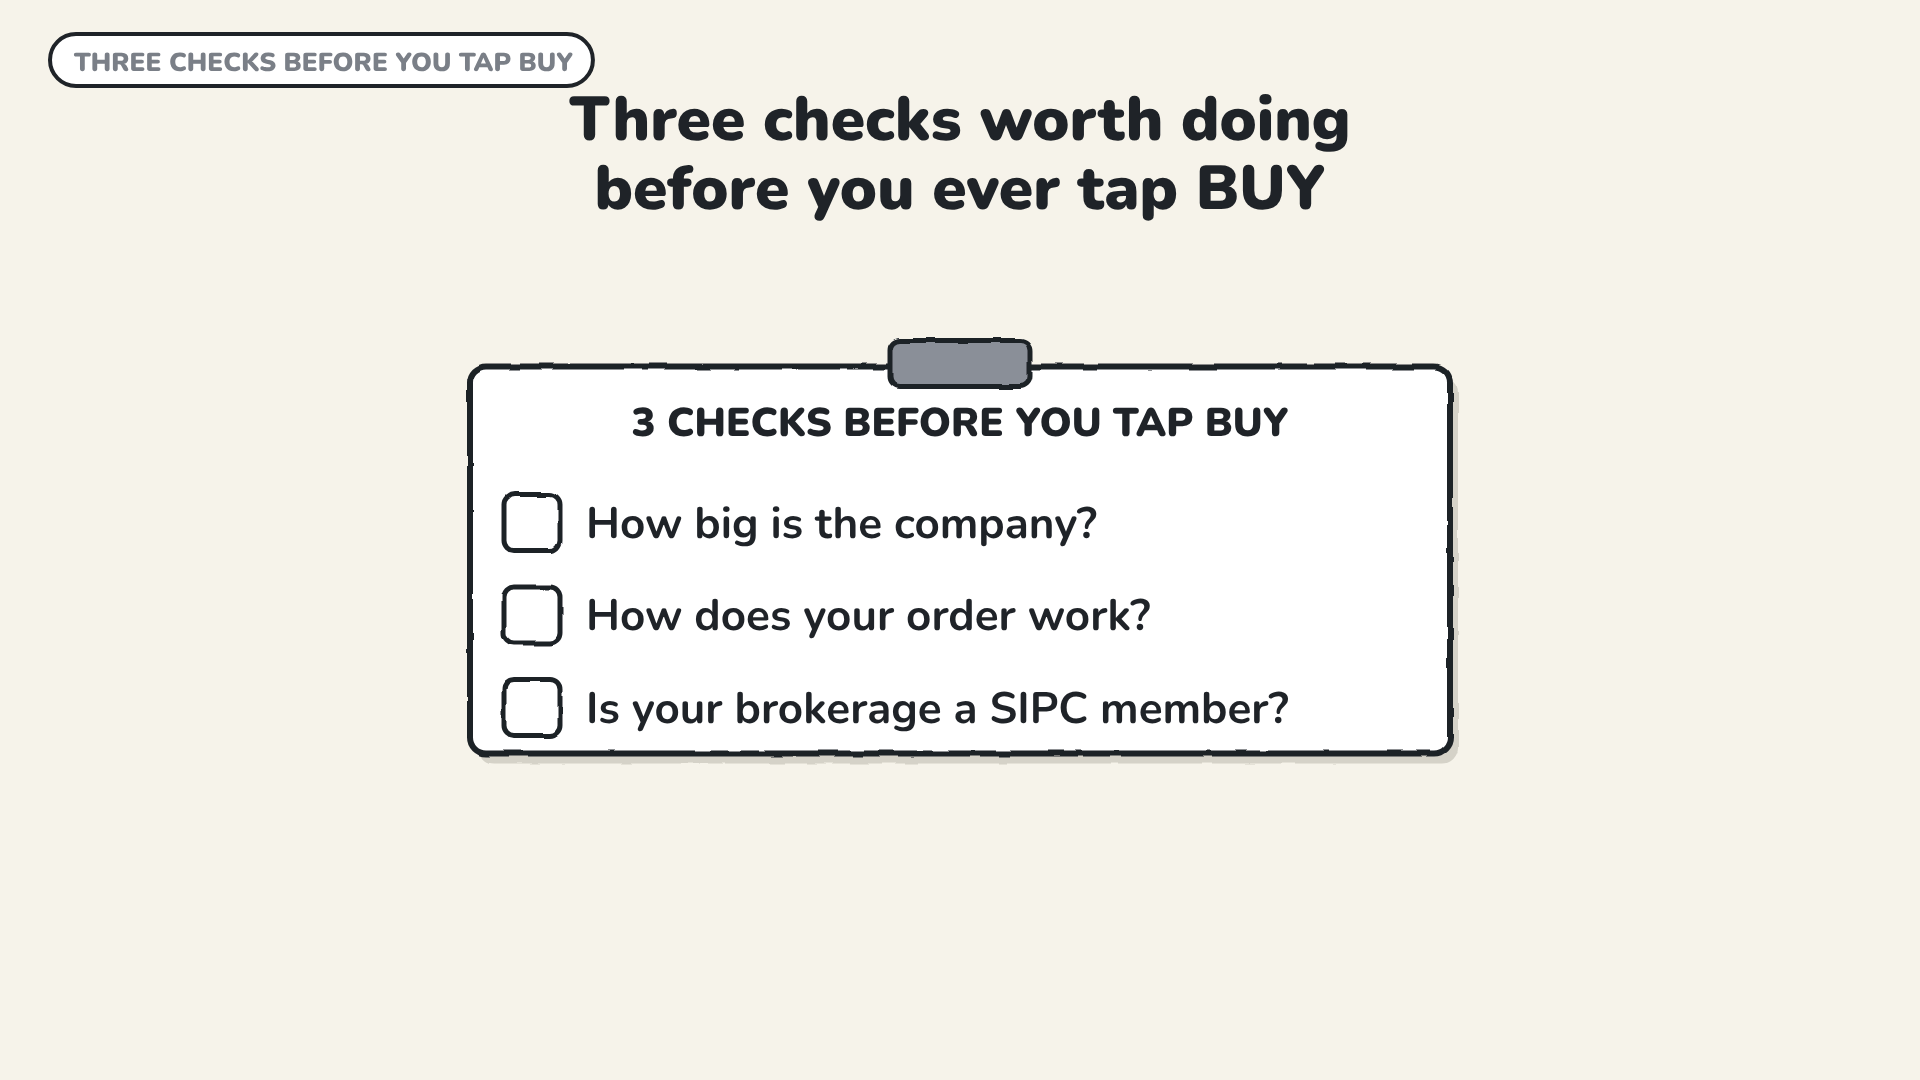 THREE CHECKS BEFORE YOU TAP BUY
Three checks worth doing
before you ever tap BUY
3 CHECKS BEFORE YOU TAP BUY
How big is the company?
How does your order work?
Is your brokerage a SIPC member?